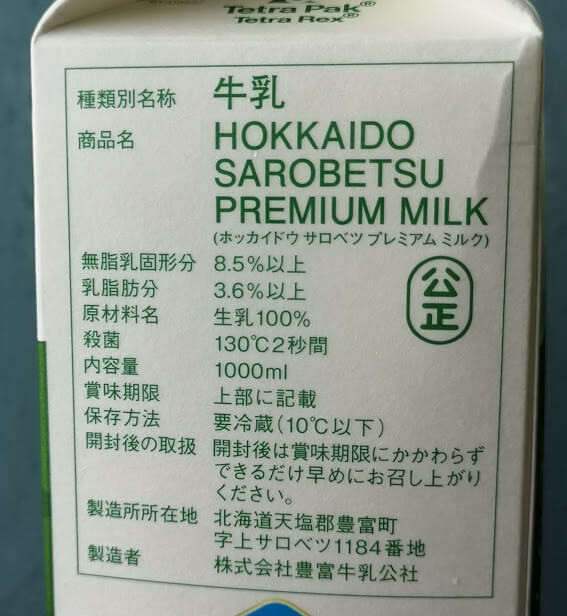 Tetra Pak®
Tetra Rex®
種類別名称 牛乳
商品名 HOKKAIDO
SAROBETSU
PREMIUM MILK
(ホッカイドウ サロベツ プレミアム ミルク)
無脂乳固形分 8.5%以上
乳脂肪分 3.6%以上
公正
原材料名 生乳100%
殺菌 130℃2秒間
内容量 1000ml
賞味期限 上部に記載
保存方法 要冷蔵(10℃以下)
開封後の取扱 開封後は賞味期限にかかわらず
できるだけ早めにお召し上がり
ください。
製造所所在地 北海道天塩郡豊富町
字上サロベツ1184番地
製造者 株式会社豊富牛乳公社